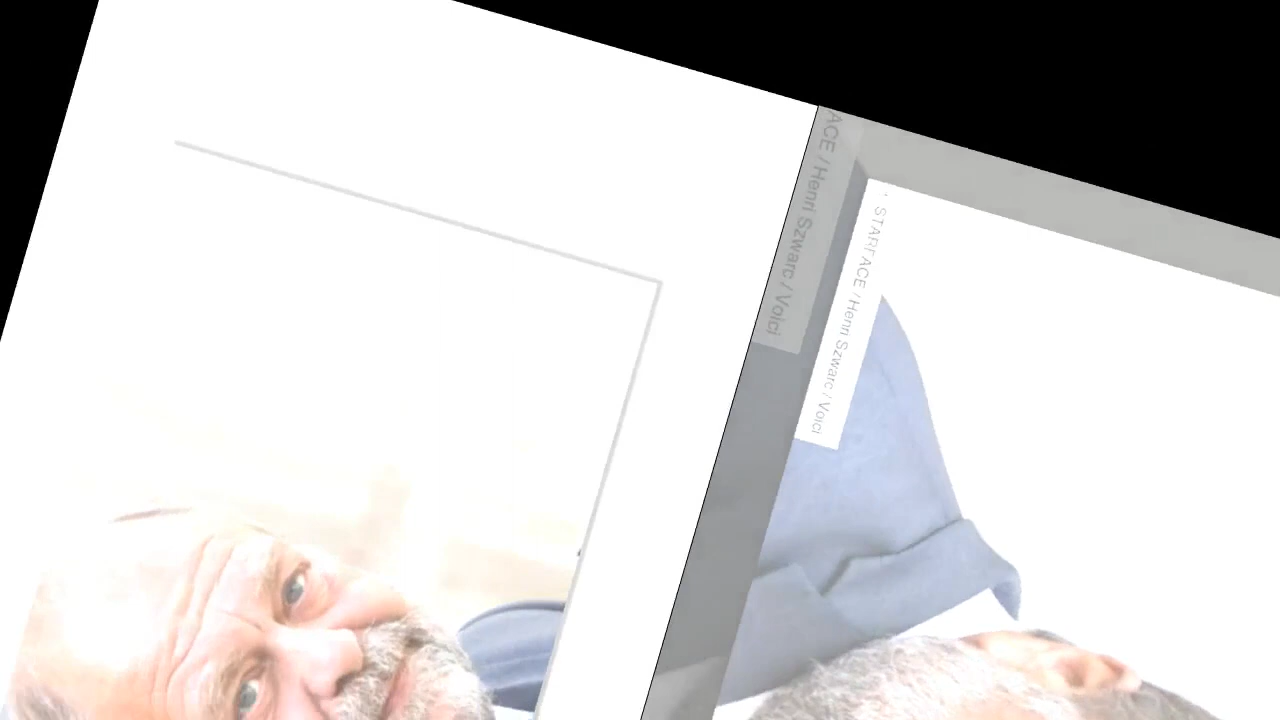 ACE / Henri Szwarc / Voici
STARFACE / Henri Szwarc / Voici